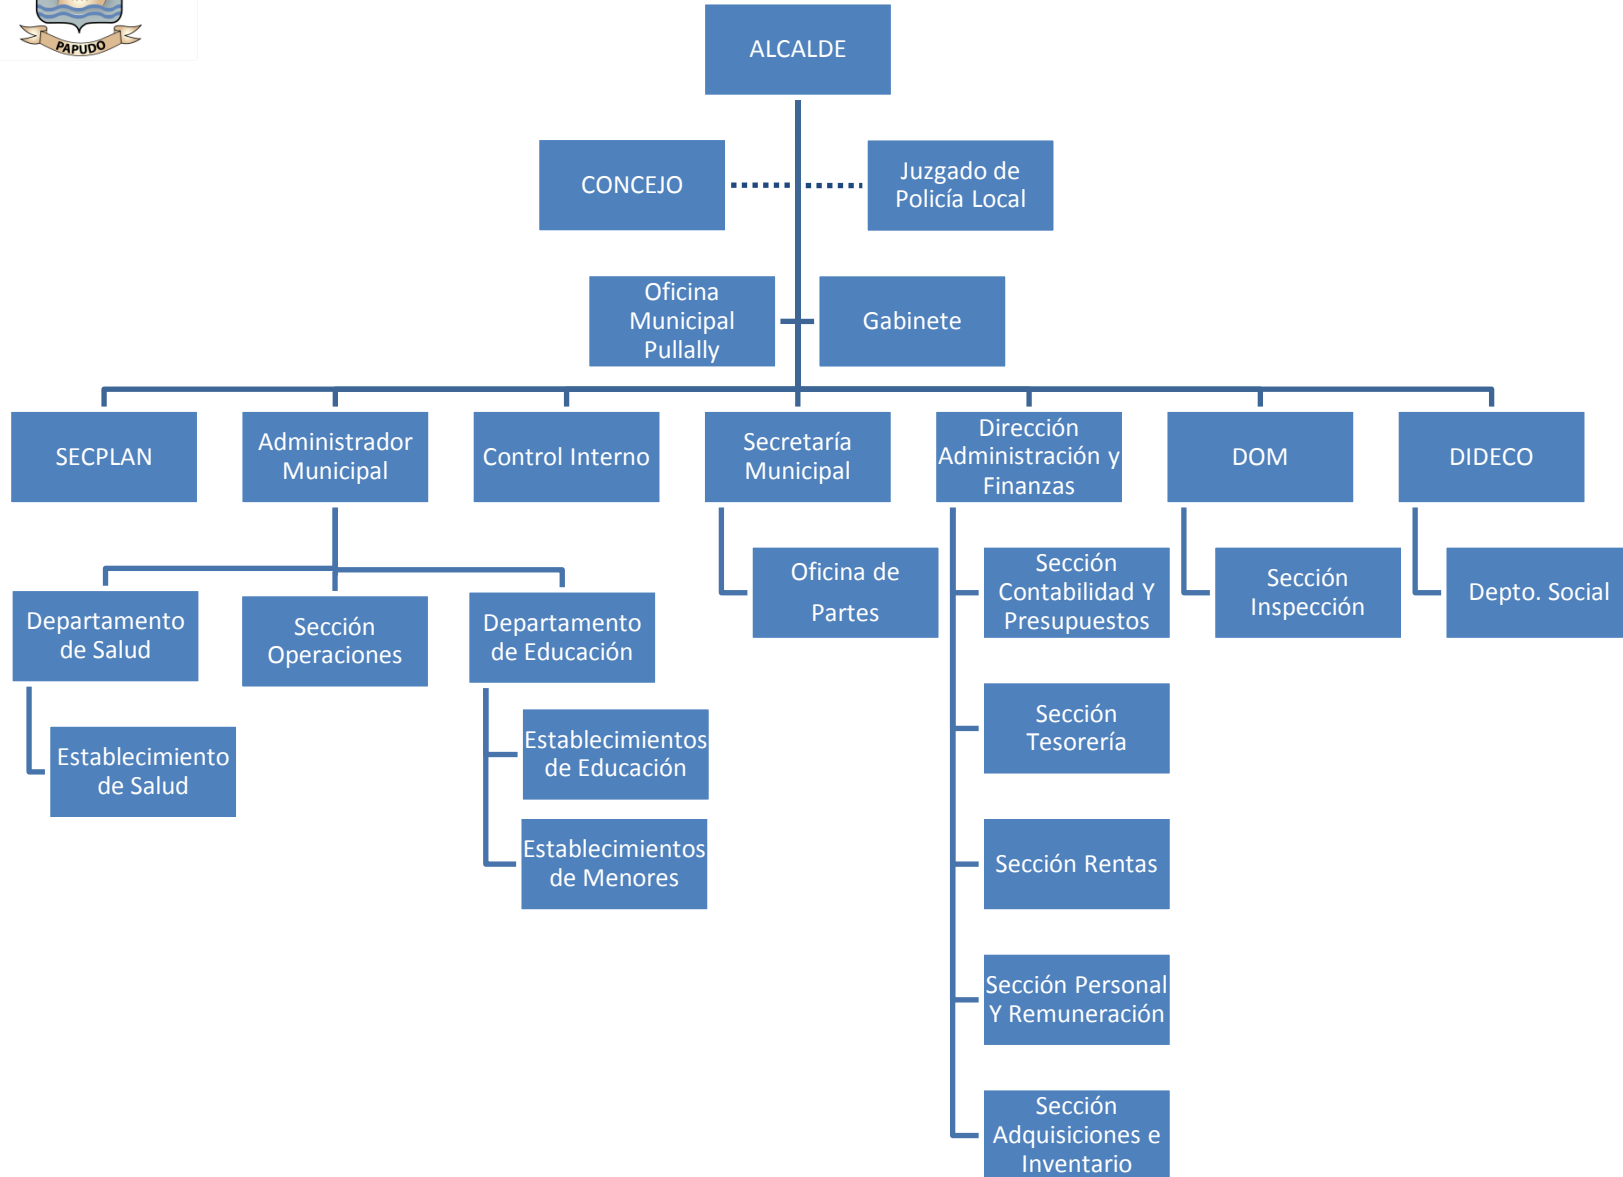 PAPUDO
ALCALDE
CONCEJO
Juzgado de
Policía Local
Oficina
Municipal
Pullally
Gabinete
SECPLAN
Administrador
Municipal
Control Interno
Secretaría
Municipal
Dirección
Administración y
Finanzas
DOM
DIDECO
Departamento
de Salud
Sección
Operaciones
Departamento
de Educación
Oficina de
Partes
Sección
Contabilidad Y
Presupuestos
Sección
Inspección
Depto. Social
Establecimiento
de Salud
Establecimientos
de Educación
Establecimientos
de Menores
Sección
Tesorería
Sección Rentas
Sección Personal
Y Remuneración
Sección
Adquisiciones e
Inventario